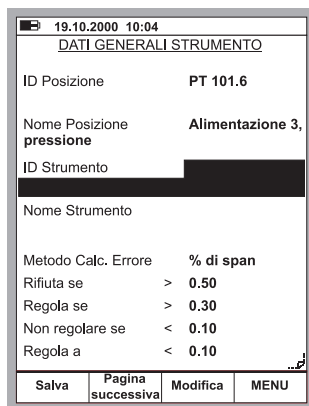 19.10.2000 10:04
DATI GENERALI STRUMENTO
ID Posizione PT 101.6
Nome Posizione Alimentazione 3,
pressione
ID Strumento
Nome Strumento
Metodo Calc. Errore % di span
Rifiuta se > 0.50
Regola se > 0.30
Non regolare se < 0.10
Regola a < 0.10
Salva Pagina successiva Modifica MENU